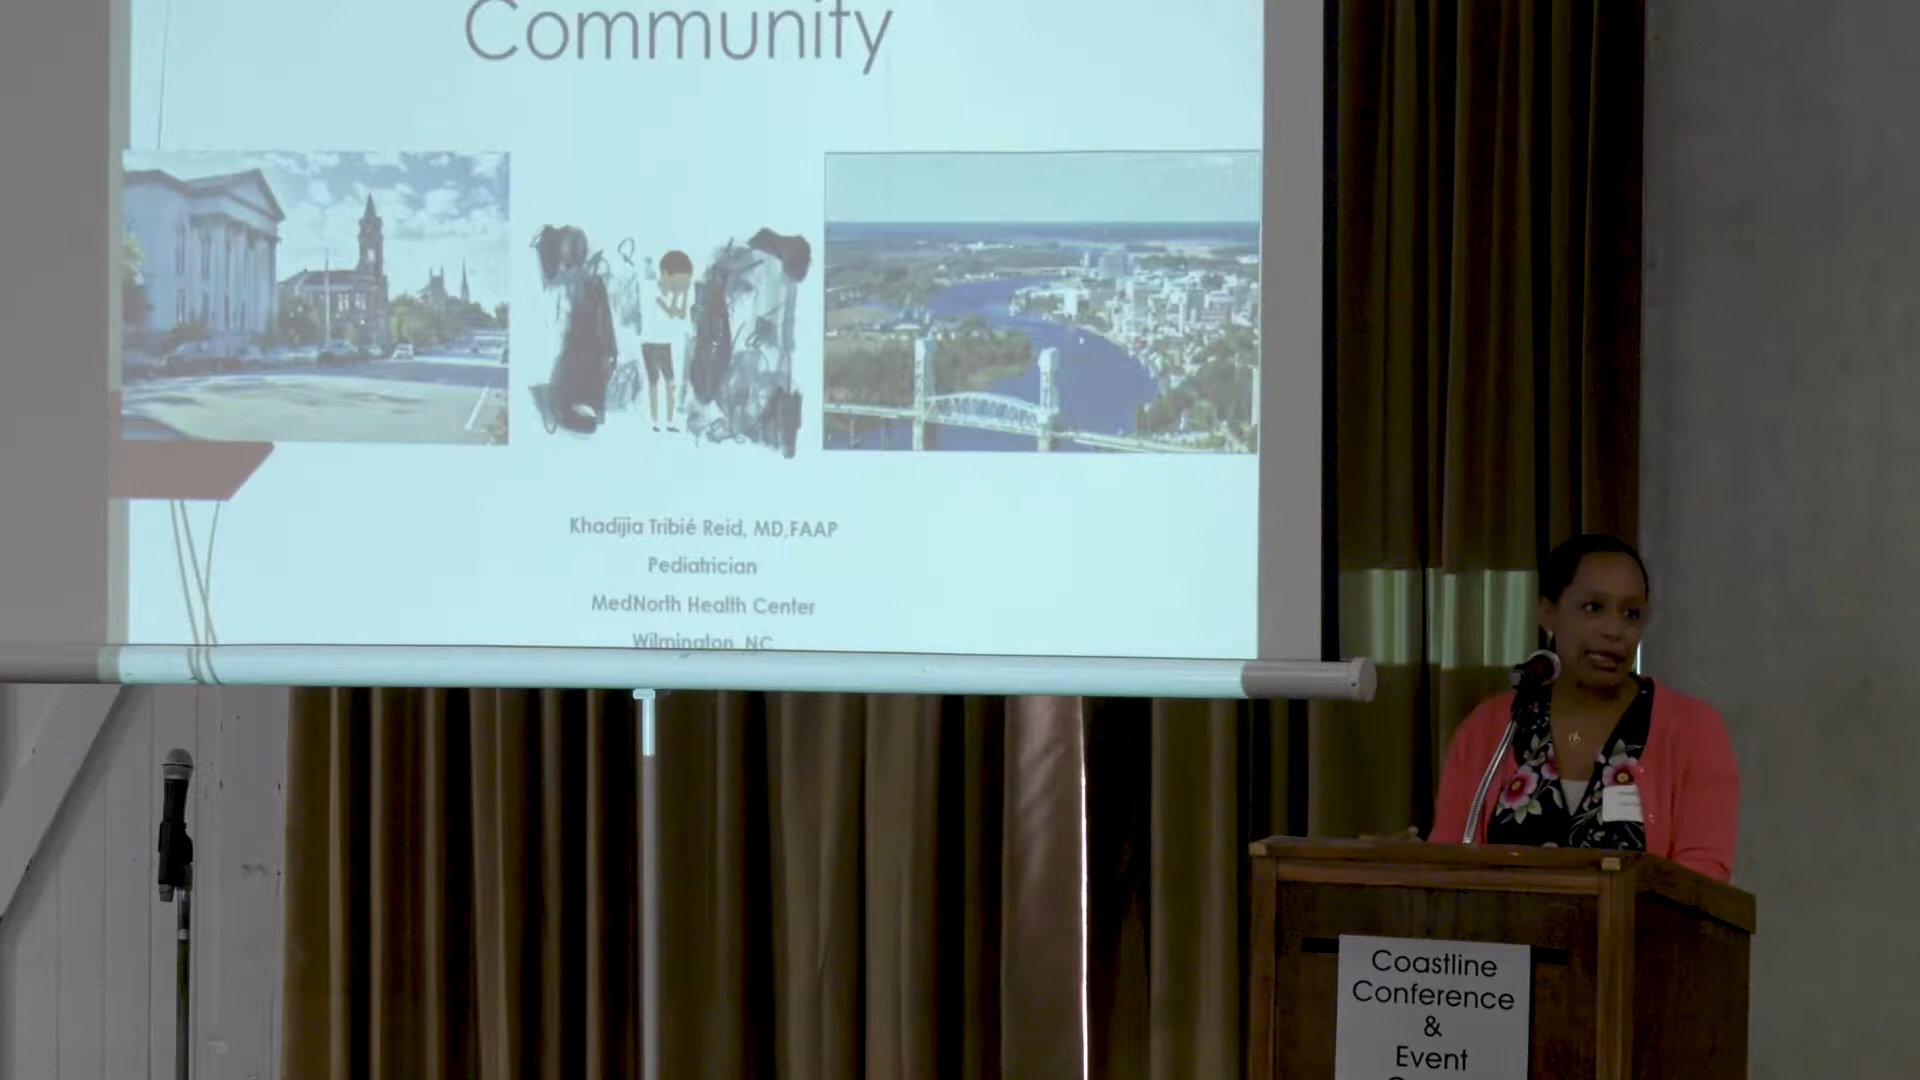 Community
Khadijia Tribié Reid, MD,FAAP
Pediatrician
MedNorth Health Center
Wilmington, NC
Coastline
Conference
&
Event